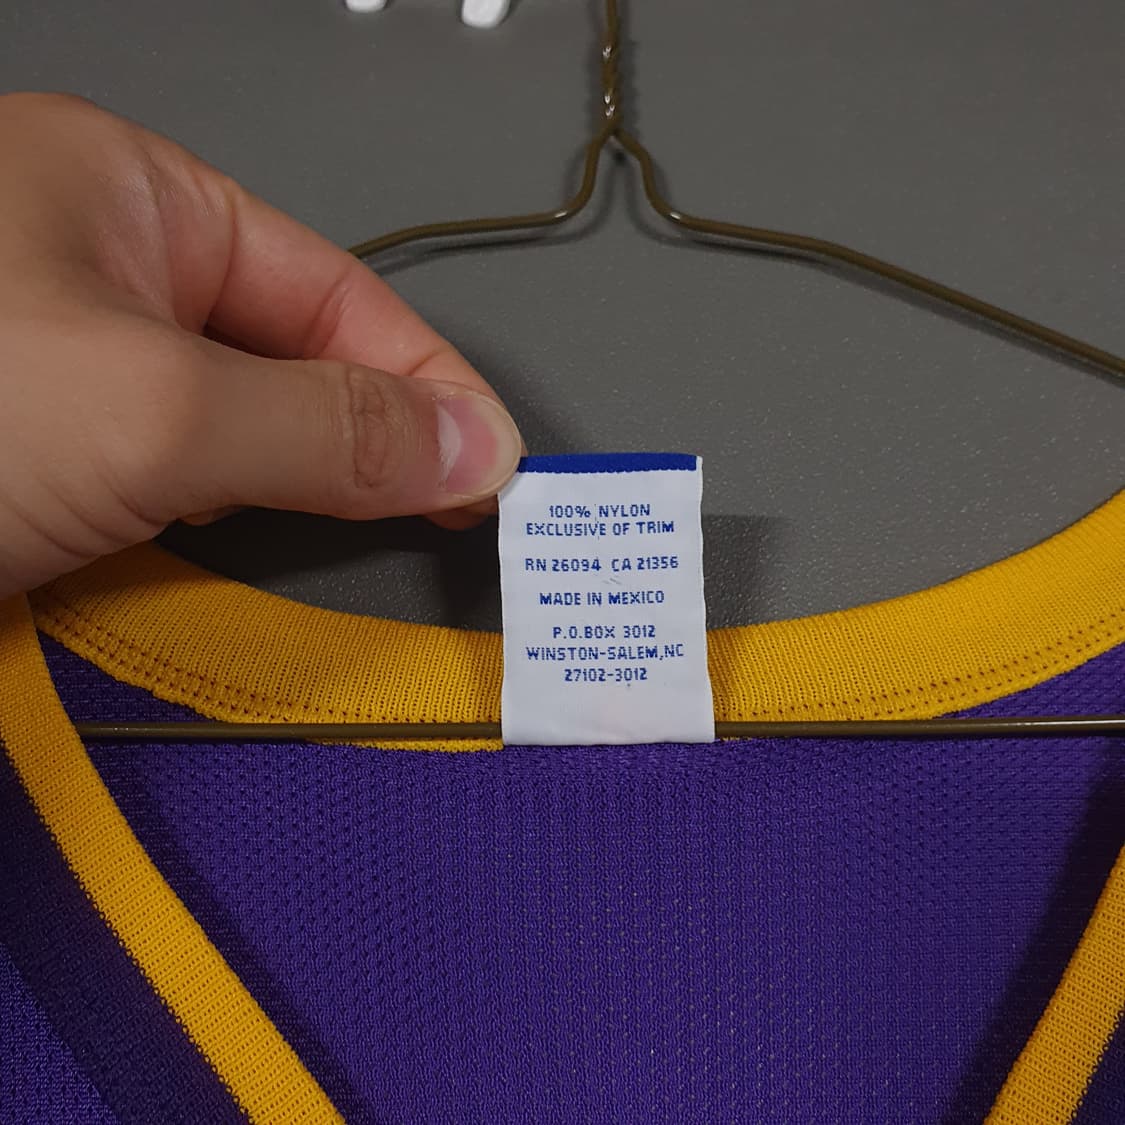 100% NYLON
EXCLUSIVE OF TRIM
RN 26094 CA 21356
MADE IN MEXICO
P.O.BOX 3012
WINSTON-SALEM,NC
27102-3012